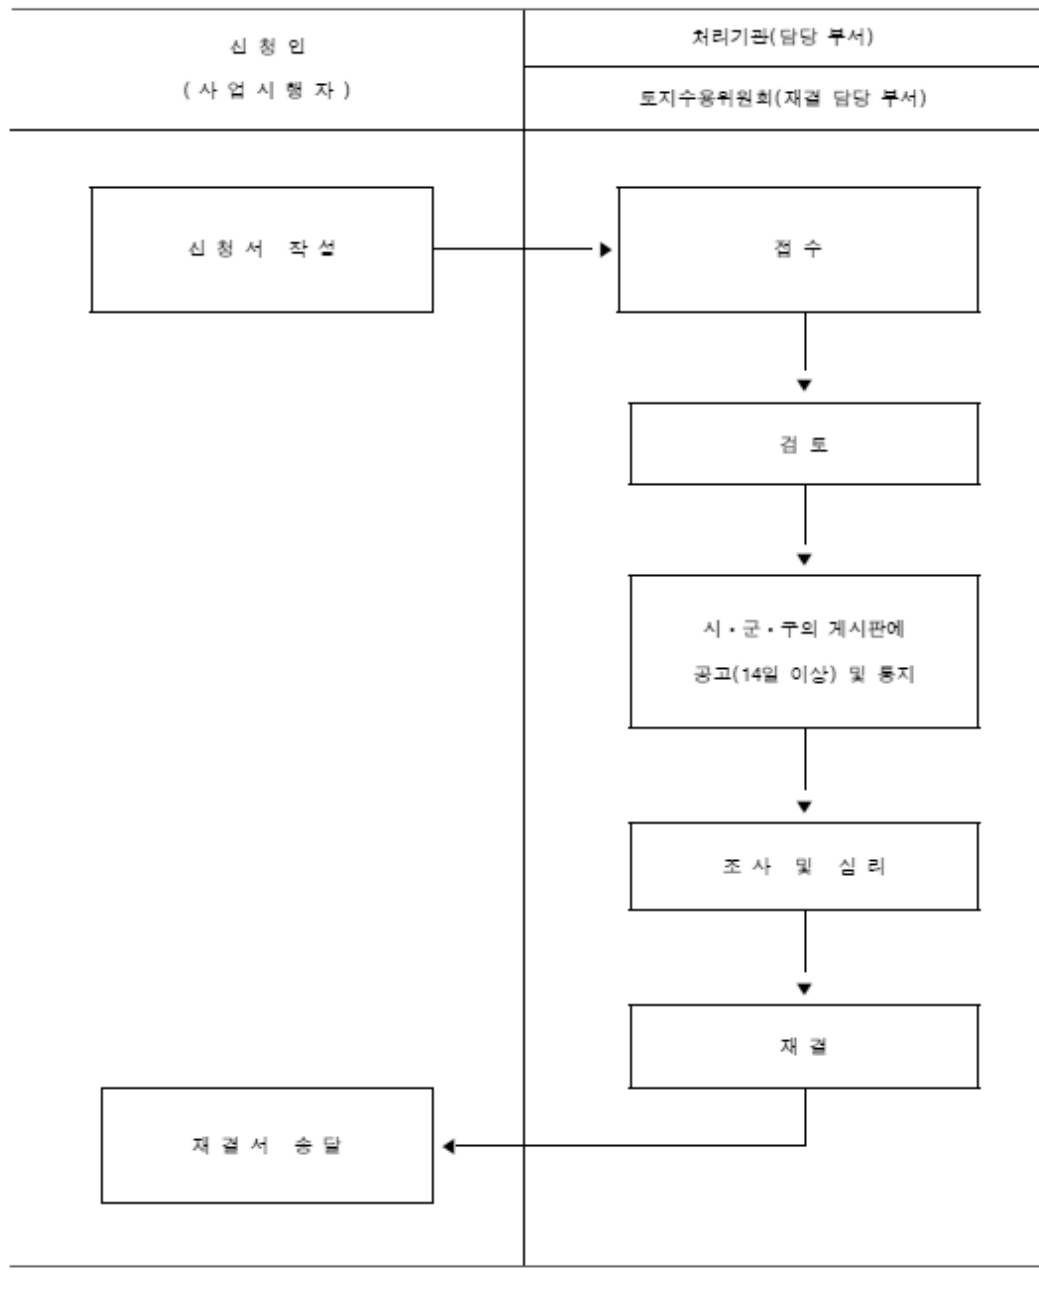 신 청 인
( 사 업 시 행 자 )
처리기관(담당 부서)
토지수용위원회(재결 담당 부서)
신 청 서 작 성
접 수
검 토
시 · 군 · 구의 게시판에
공고(14일 이상) 및 통지
조 사 및 심 리
재 결
재 결 서 송 달